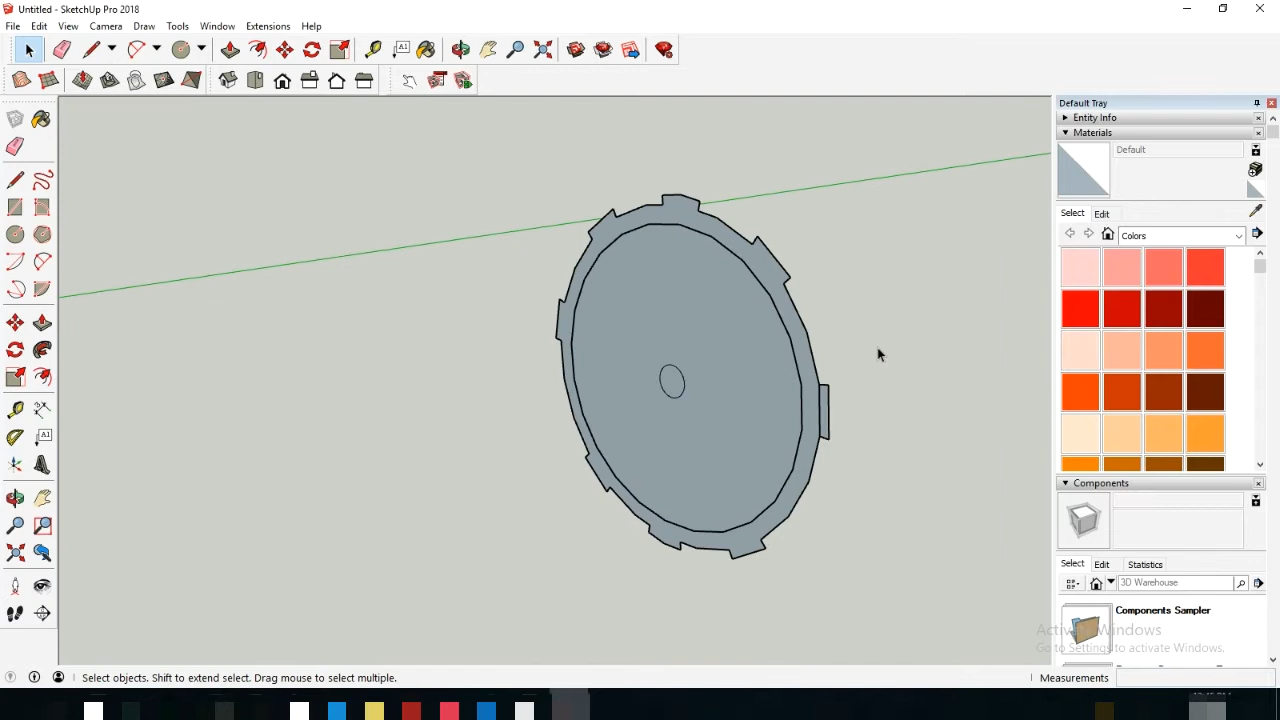 Untitled - SketchUp Pro 2018
File Edit View Camera Draw Tools Window Extensions Help
A1
Default Tray
Entity Info
Materials
Default
Select Edit
Colors
A1
Components
Select Edit Statistics
3D Warehouse
Components Sampler
Activate Windows
Go to Settings to activate Windows.
Select objects. Shift to extend select. Drag mouse to select multiple.
Measurements